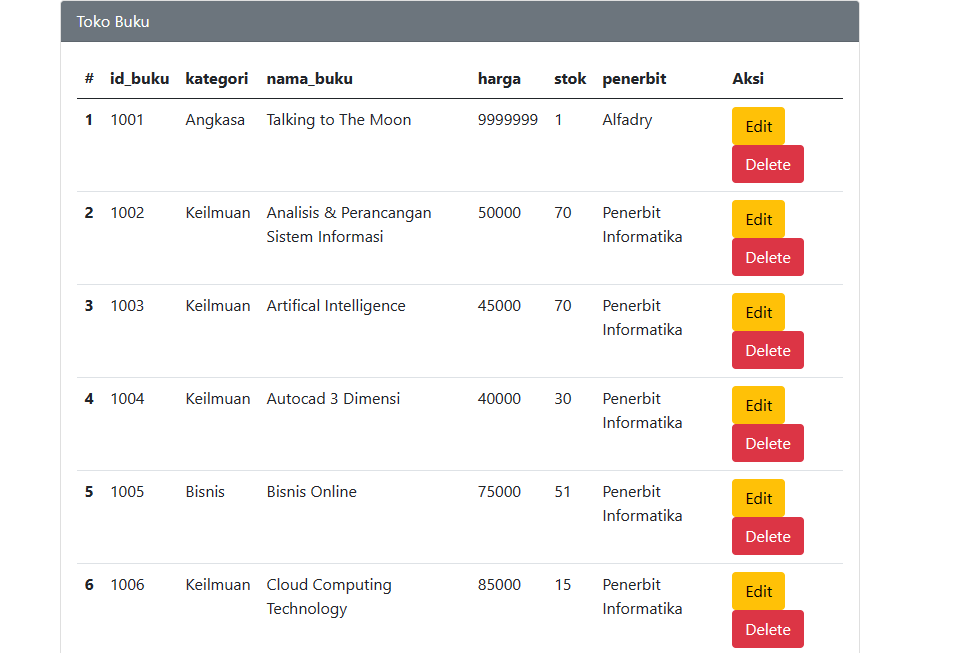 Toko Buku
# id_buku kategori nama_buku harga stok penerbit Aksi
1 1001 Angkasa Talking to The Moon 9999999 1 Alfadry Edit
Delete
2 1002 Keilmuan Analisis & Perancangan 50000 70 Penerbit Edit
Sistem Informasi Informatika
Delete
3 1003 Keilmuan Artifical Intelligence 45000 70 Penerbit Edit
Informatika
Delete
4 1004 Keilmuan Autocad 3 Dimensi 40000 30 Penerbit Edit
Informatika
Delete
5 1005 Bisnis Bisnis Online 75000 51 Penerbit Edit
Informatika
Delete
6 1006 Keilmuan Cloud Computing 85000 15 Penerbit Edit
Technology Informatika
Delete